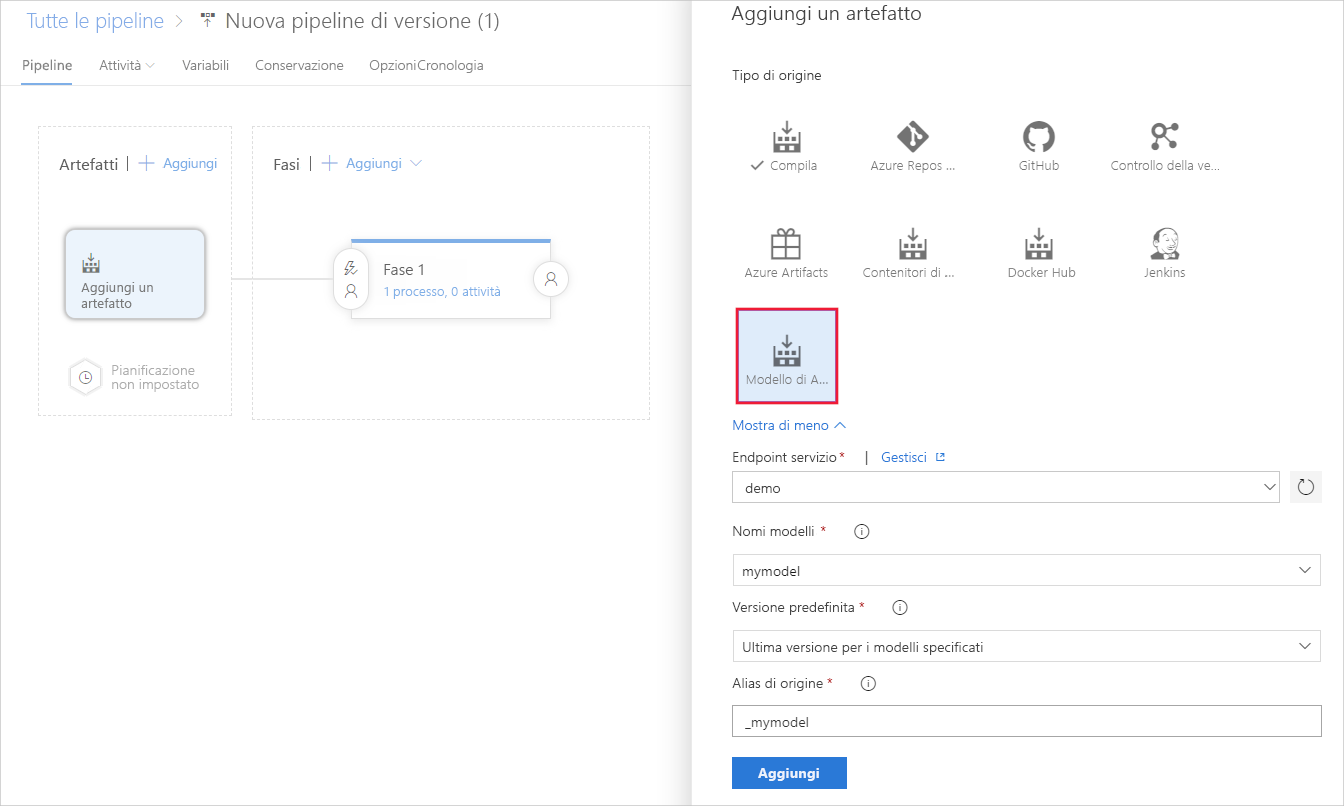 Tutte le pipeline > Nuova pipeline di versione (1)
Pipeline Attività Variabili Conservazione OpzioniCronologia
Artefatti | + Aggiungi
Fasi | + Aggiungi
Aggiungi un
artefatto
Fase 1
1 processo, 0 attività
Pianificazione
non impostato
Aggiungi un artefatto
Tipo di origine
Compila
Azure Repos ...
GitHub
Controllo della ve...
Azure Artifacts
Contenitori di ...
Docker Hub
Jenkins
Modello di A...
Mostra di meno
Endpoint servizio* | Gestisci
demo
Nomi modelli *
mymodel
Versione predefinita *
Ultima versione per i modelli specificati
Alias di origine *
_mymodel
Aggiungi